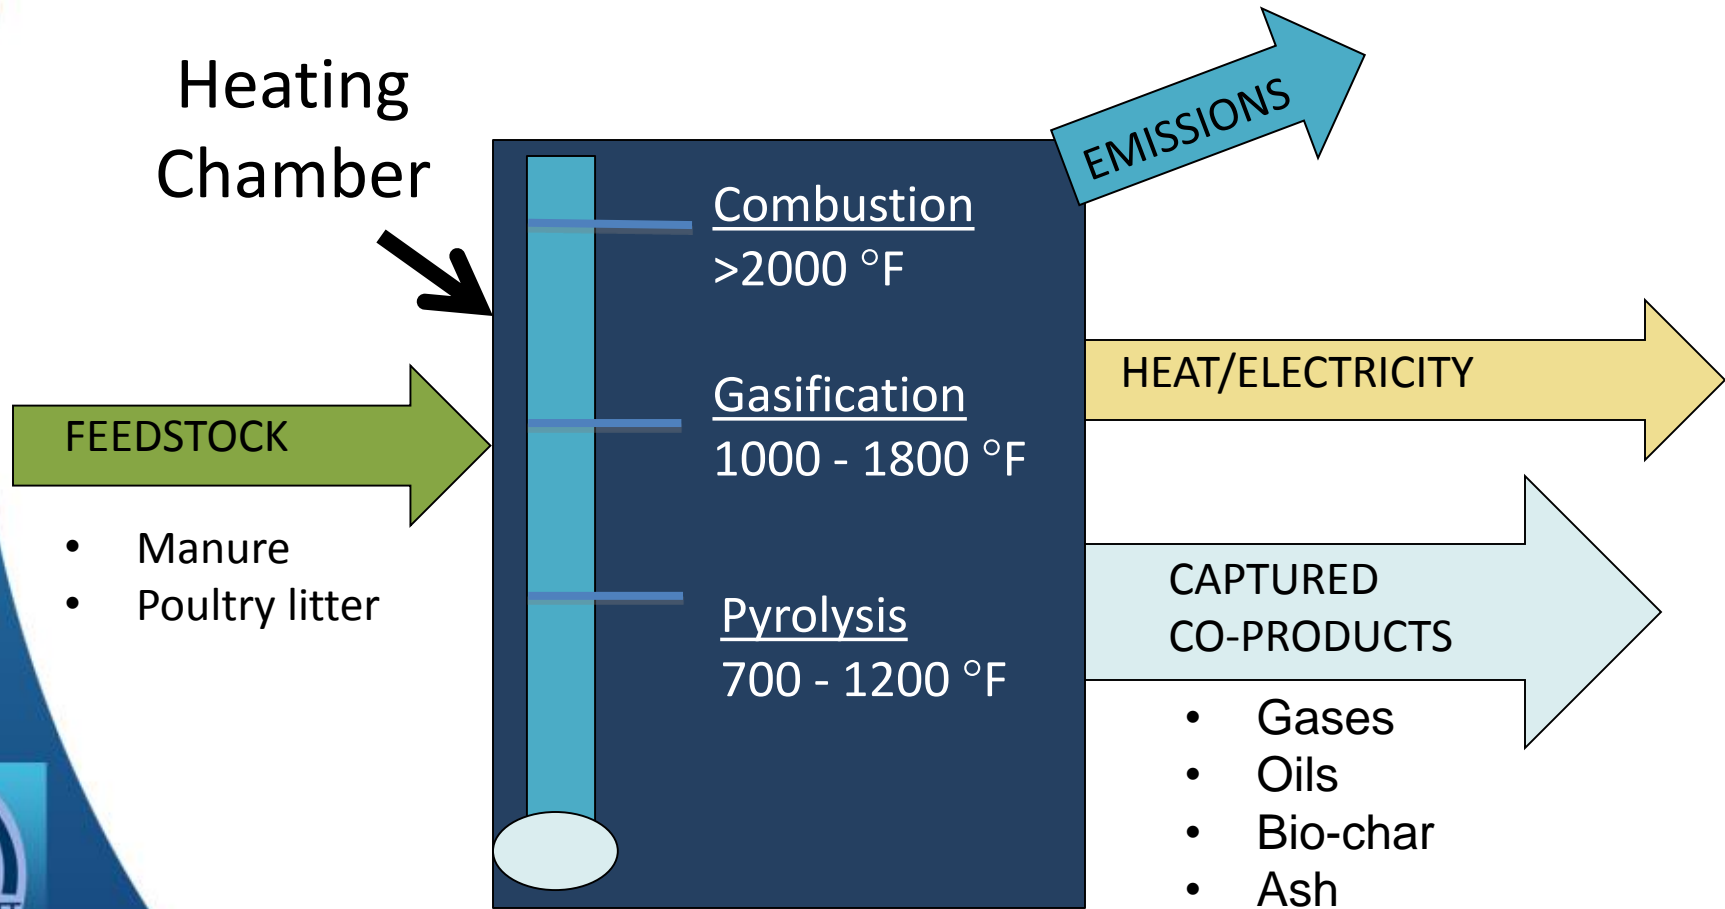 Heating
Chamber
EMISSIONS
Combustion
>2000 °F
HEAT/ELECTRICITY
Gasification
1000 - 1800 °F
FEEDSTOCK
• Manure
• Poultry litter
Pyrolysis
700 - 1200 °F
CAPTURED
CO-PRODUCTS
• Gases
• Oils
• Bio-char
• Ash